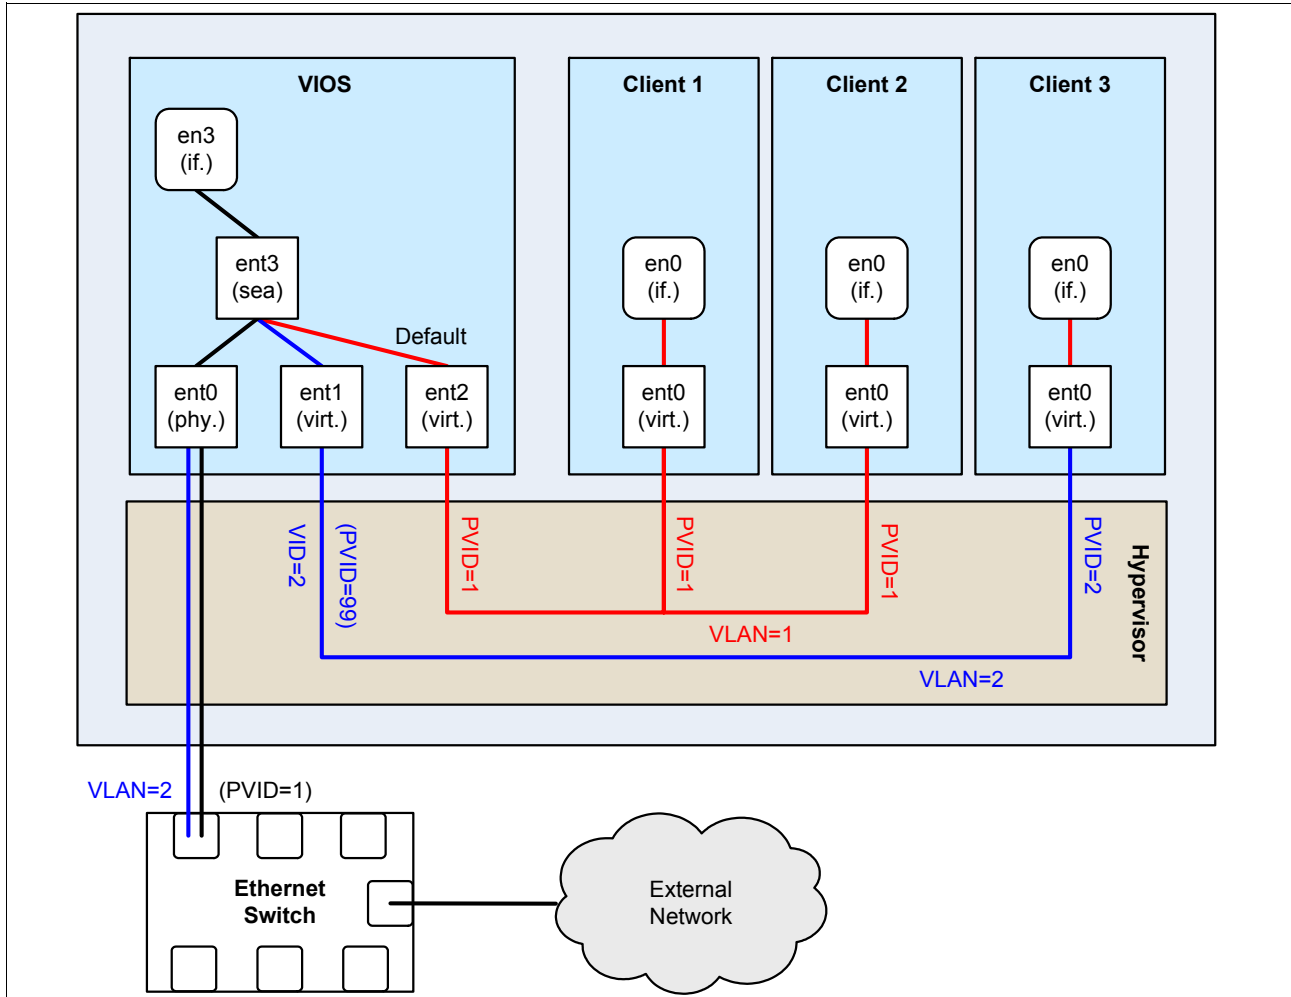 VIOS
Client 1
Client 2
Client 3
en3
(if.)
ent3
(sea)
en0
(if.)
en0
(if.)
en0
(if.)
Default
ent0
(phy.)
ent1
(virt.)
ent2
(virt.)
ent0
(virt.)
ent0
(virt.)
ent0
(virt.)
VID=2
(PVID=99)
PVID=1
PVID=1
PVID=1
PVID=2
Hypervisor
VLAN=1
VLAN=2
VLAN=2
(PVID=1)
Ethernet
Switch
External
Network